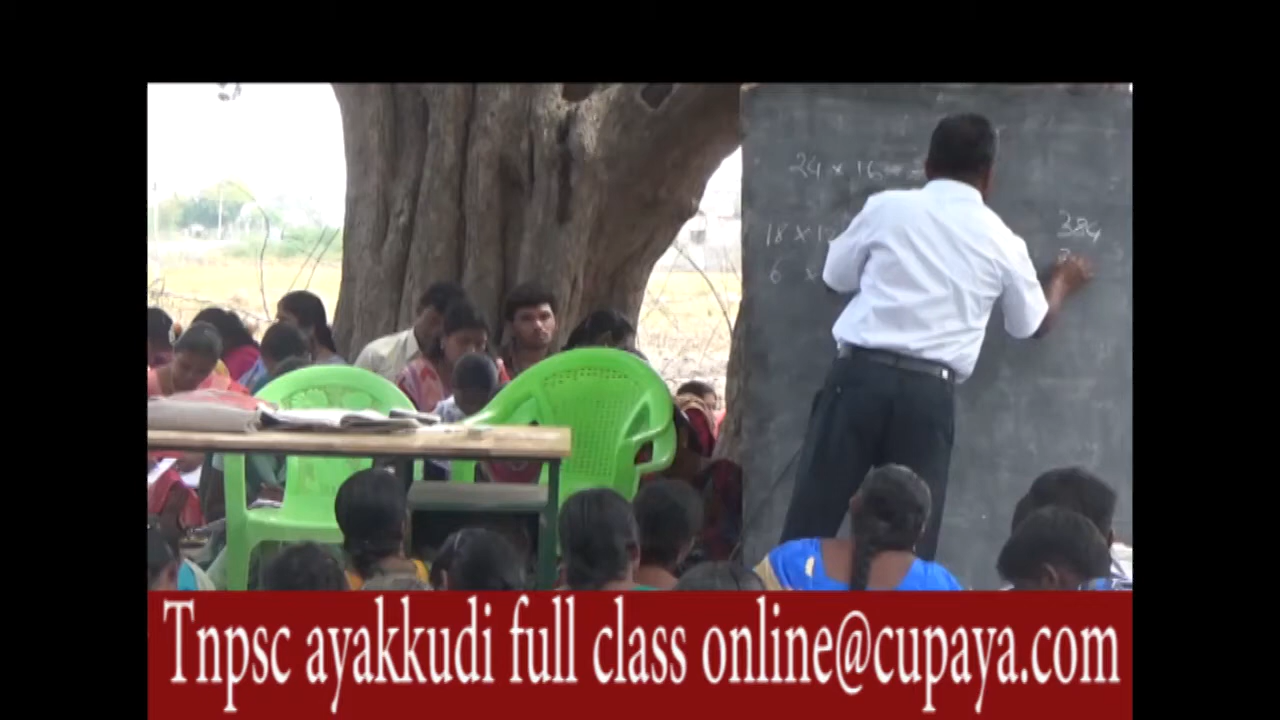 24 × 16 =
384
18 ×
6 ×
Tnpsc ayakkudi full class online@cupaya.com